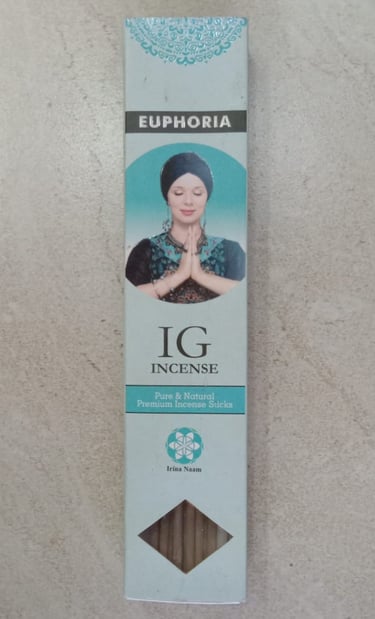 EUPHORIA
IG
INCENSE
Pure & Natural
Premium Incense Sticks
Irina Naam